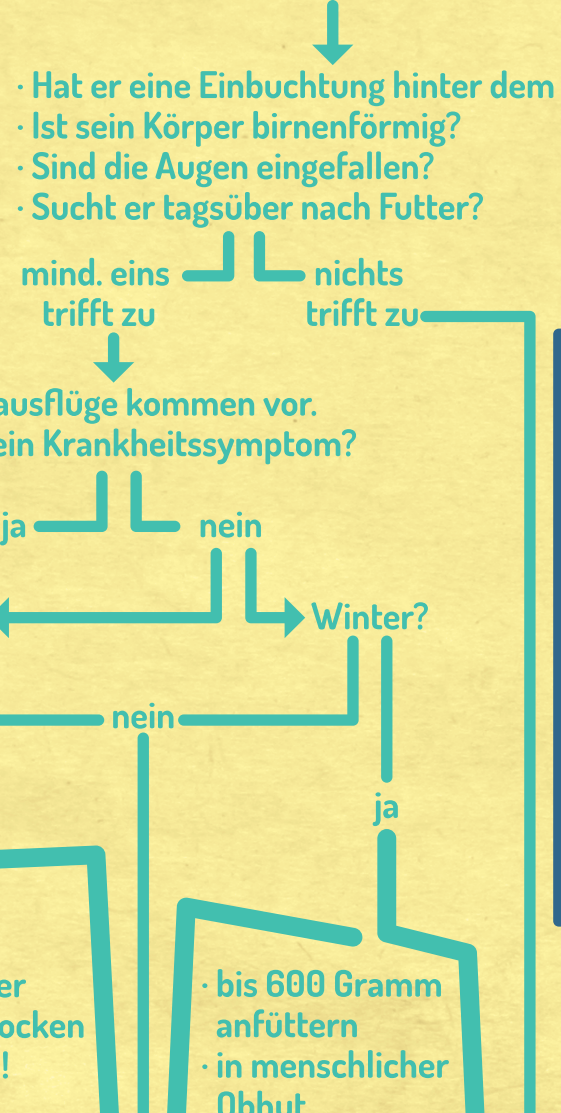 · Hat er eine Einbuchtung hinter dem
· Ist sein Körper birnenförmig?
· Sind die Augen eingefallen?
· Sucht er tagsüber nach Futter?
mind. eins
trifft zu
nichts
trifft zu
ausflüge kommen vor.
ein Krankheitssymptom?
ja
nein
Winter?
nein
ja
er
ocken
!
· bis 600 Gramm
anfüttern
· in menschlicher
Obhut